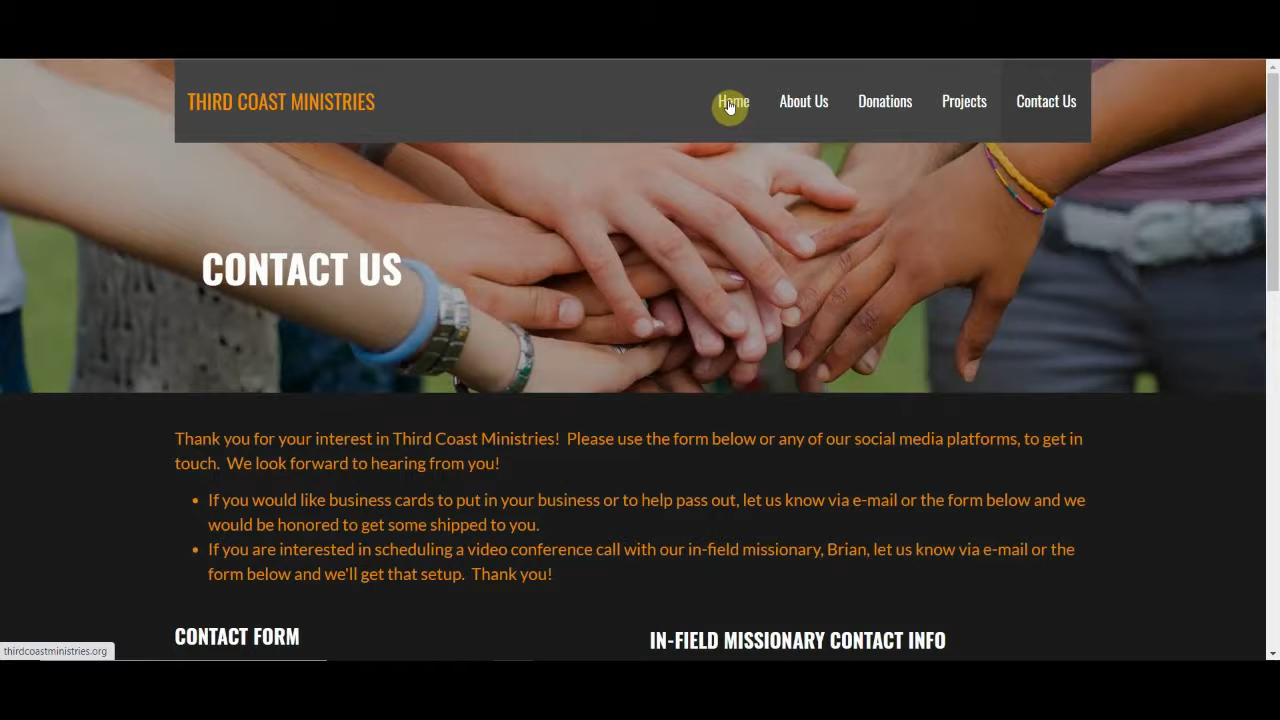 THIRD COAST MINISTRIES
Home
About Us
Donations
Projects
Contact Us
CONTACT US
Thank you for your interest in Third Coast Ministries!  Please use the form below or any of our social media platforms, to get in
touch.  We look forward to hearing from you!
• If you would like business cards to put in your business or to help pass out, let us know via e-mail or the form below and we
would be honored to get some shipped to you.
• If you are interested in scheduling a video conference call with our in-field missionary, Brian, let us know via e-mail or the
form below and we'll get that setup.  Thank you!
CONTACT FORM
IN-FIELD MISSIONARY CONTACT INFO
thirdcoastministries.org